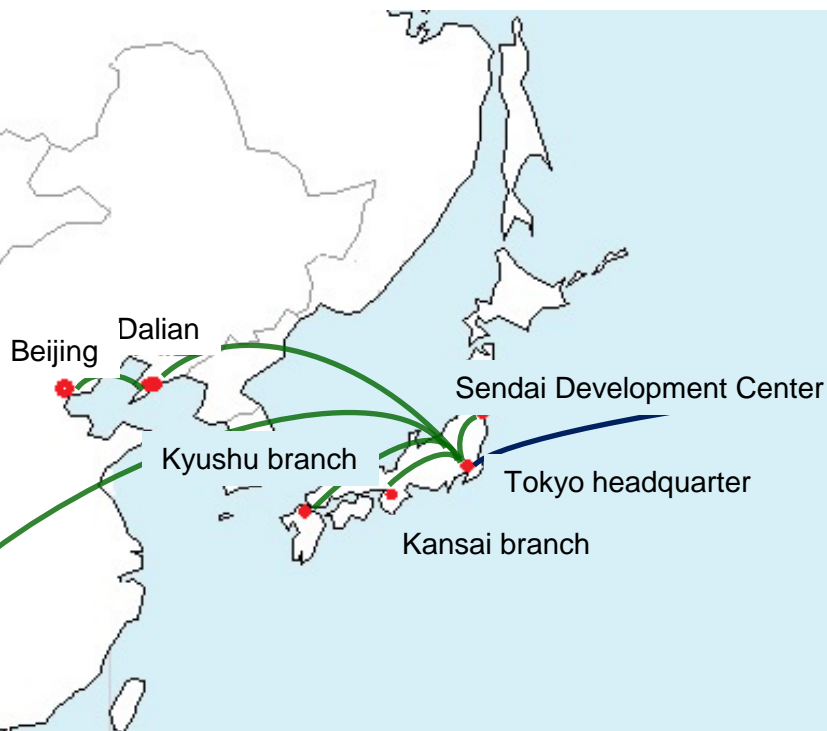 Dalian
Beijing
Sendai Development Center
Kyushu branch
Tokyo headquarter
Kansai branch